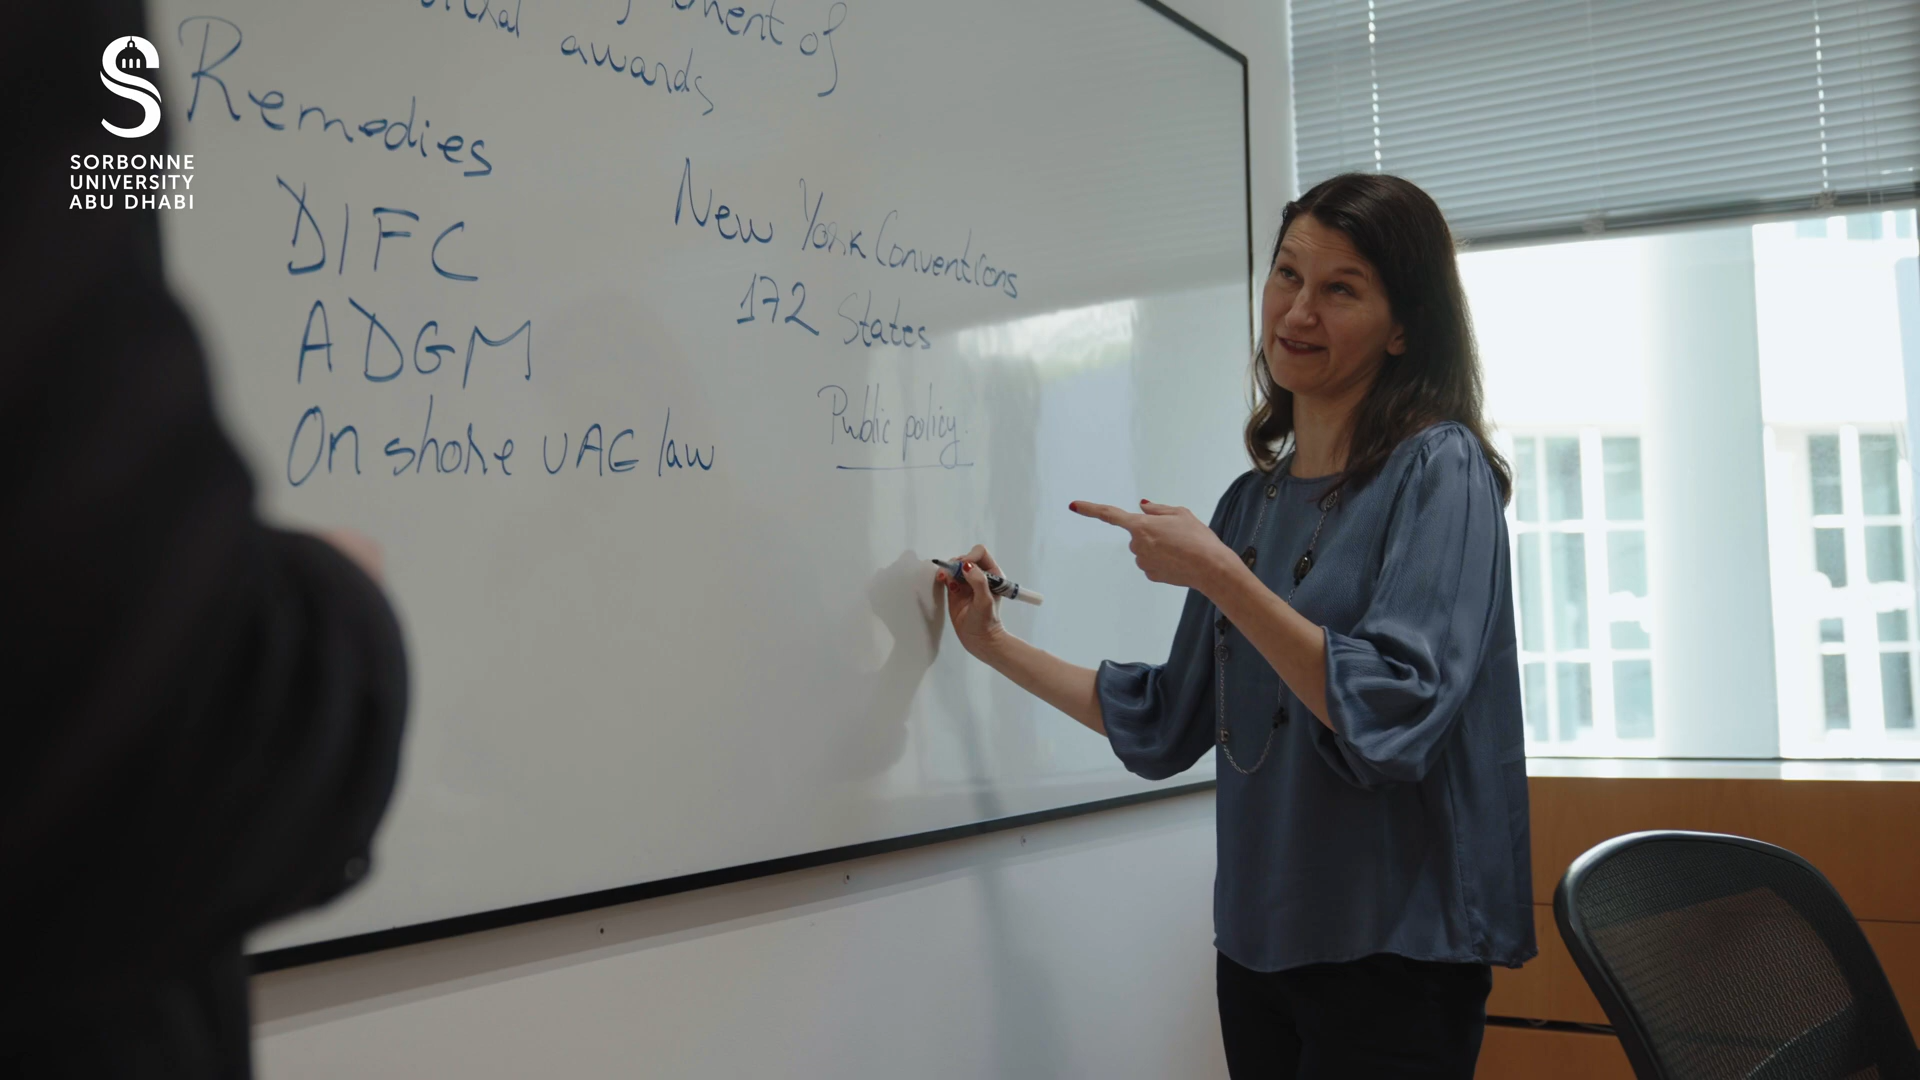 SORBONNE
UNIVERSITY
ABU DHABI
of
awards
Remedies
DIFC
ADGM
On shore UAE law
New York Conventions
172 States
Public policy